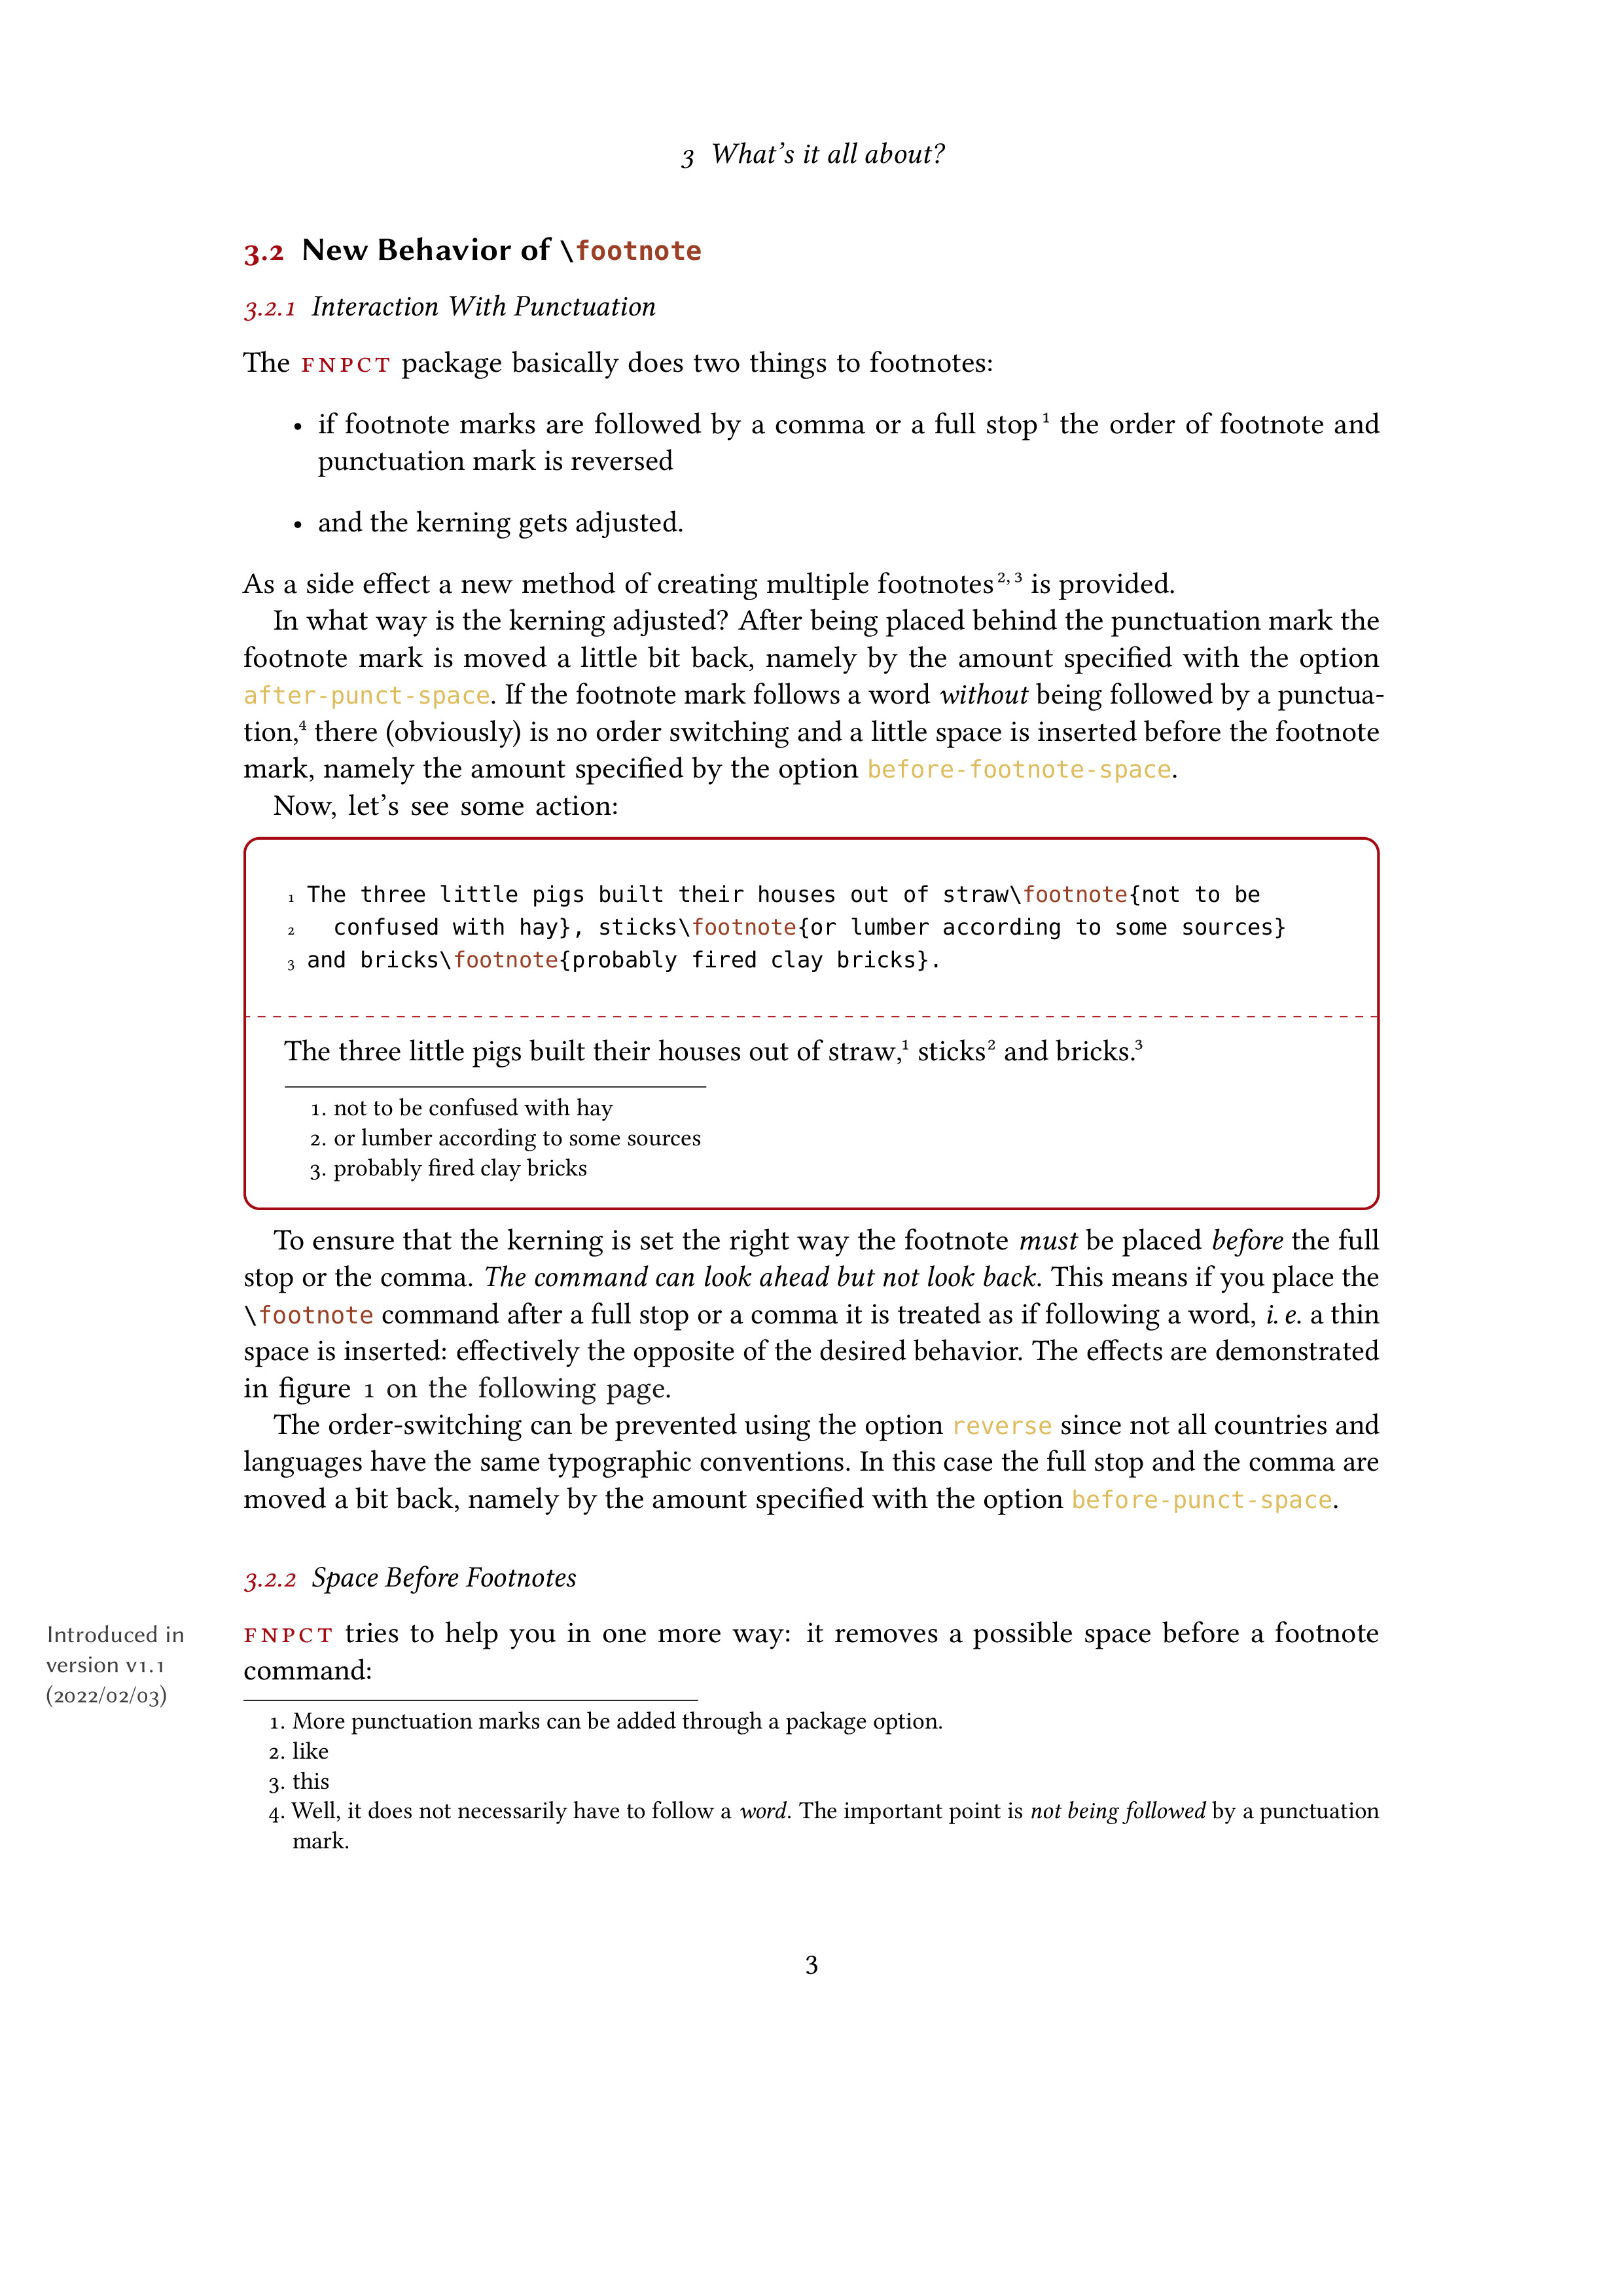 3 What's it all about?
3.2 New Behavior of \footnote
3.2.1 Interaction With Punctuation
The FNPCT package basically does two things to footnotes:
• if footnote marks are followed by a comma or a full stop¹ the order of footnote and
punctuation mark is reversed
• and the kerning gets adjusted.
As a side effect a new method of creating multiple footnotes²,³ is provided.
In what way is the kerning adjusted? After being placed behind the punctuation mark the
footnote mark is moved a little bit back, namely by the amount specified with the option
after-punct-space. If the footnote mark follows a word without being followed by a punctua-
tion,⁴ there (obviously) is no order switching and a little space is inserted before the footnote
mark, namely the amount specified by the option before-footnote-space.
Now, let's see some action:
1 The three little pigs built their houses out of straw\footnote{not to be
2 confused with hay}, sticks\footnote{or lumber according to some sources}
3 and bricks\footnote{probably fired clay bricks}.
The three little pigs built their houses out of straw,¹ sticks² and bricks.³
1. not to be confused with hay
2. or lumber according to some sources
3. probably fired clay bricks
To ensure that the kerning is set the right way the footnote must be placed before the full
stop or the comma. The command can look ahead but not look back. This means if you place the
\footnote command after a full stop or a comma it is treated as if following a word, i. e. a thin
space is inserted: effectively the opposite of the desired behavior. The effects are demonstrated
in figure 1 on the following page.
The order-switching can be prevented using the option reverse since not all countries and
languages have the same typographic conventions. In this case the full stop and the comma are
moved a bit back, namely by the amount specified with the option before-punct-space.
3.2.2 Space Before Footnotes
Introduced in
version v1.1
(2022/02/03)
FNPCT tries to help you in one more way: it removes a possible space before a footnote
command:
1. More punctuation marks can be added through a package option.
2. like
3. this
4. Well, it does not necessarily have to follow a word. The important point is not being followed by a punctuation
mark.
3